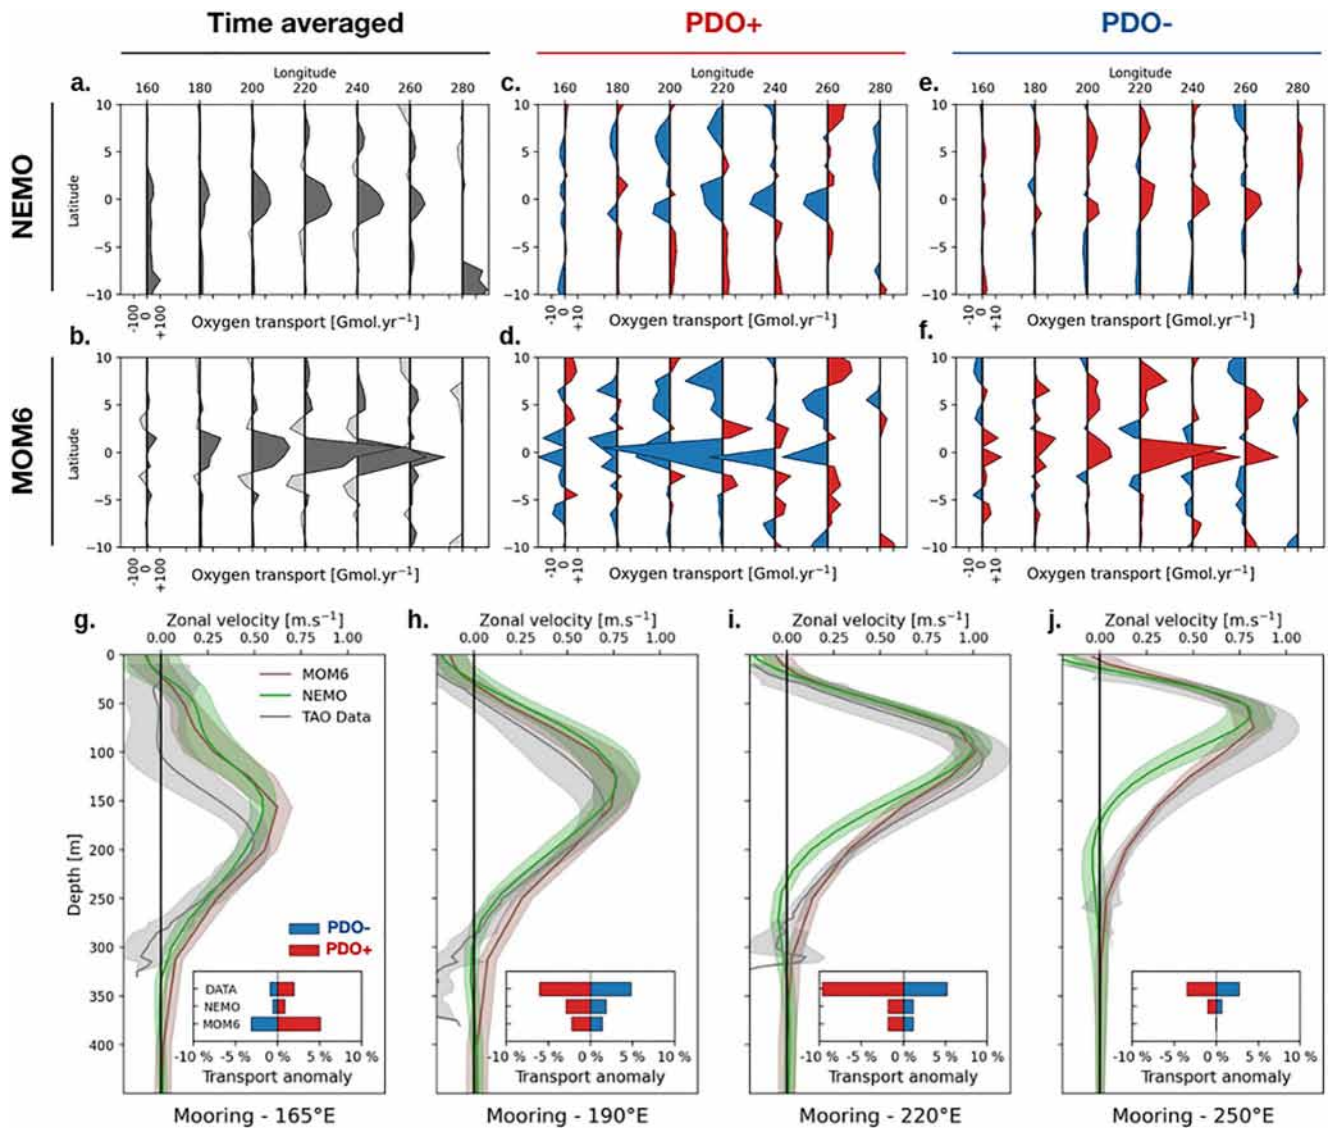 Time averaged PDO+ PDO-
a. Longitude c. Longitude e. Longitude
160 180 200 220 240 260 280 160 180 200 220 240 260 280 160 180 200 220 240 260 280
NEMO
Latitude
10
5
0
−5
−10
-100 0 +100 Oxygen transport [Gmol.yr⁻¹] -10 0 +10 Oxygen transport [Gmol.yr⁻¹] -10 0 +10 Oxygen transport [Gmol.yr⁻¹]
b. d. f.
MOM6
Latitude
10
5
0
−5
−10
-100 0 +100 Oxygen transport [Gmol.yr⁻¹] -10 0 +10 Oxygen transport [Gmol.yr⁻¹] -10 0 +10 Oxygen transport [Gmol.yr⁻¹]
g. Zonal velocity [m.s⁻¹] h. Zonal velocity [m.s⁻¹] i. Zonal velocity [m.s⁻¹] j. Zonal velocity [m.s⁻¹]
0.00 0.25 0.50 0.75 1.00 0.00 0.25 0.50 0.75 1.00 0.00 0.25 0.50 0.75 1.00 0.00 0.25 0.50 0.75 1.00
Depth [m]
0
50
100
150
200
250
300
350
400
MOM6
NEMO
TAO Data
PDO-
PDO+
DATA
NEMO
MOM6
-10 % -5 % 0 % 5 % 10 % -10 % -5 % 0 % 5 % 10 % -10 % -5 % 0 % 5 % 10 % -10 % -5 % 0 % 5 % 10 %
Transport anomaly Transport anomaly Transport anomaly Transport anomaly
Mooring - 165°E Mooring - 190°E Mooring - 220°E Mooring - 250°E